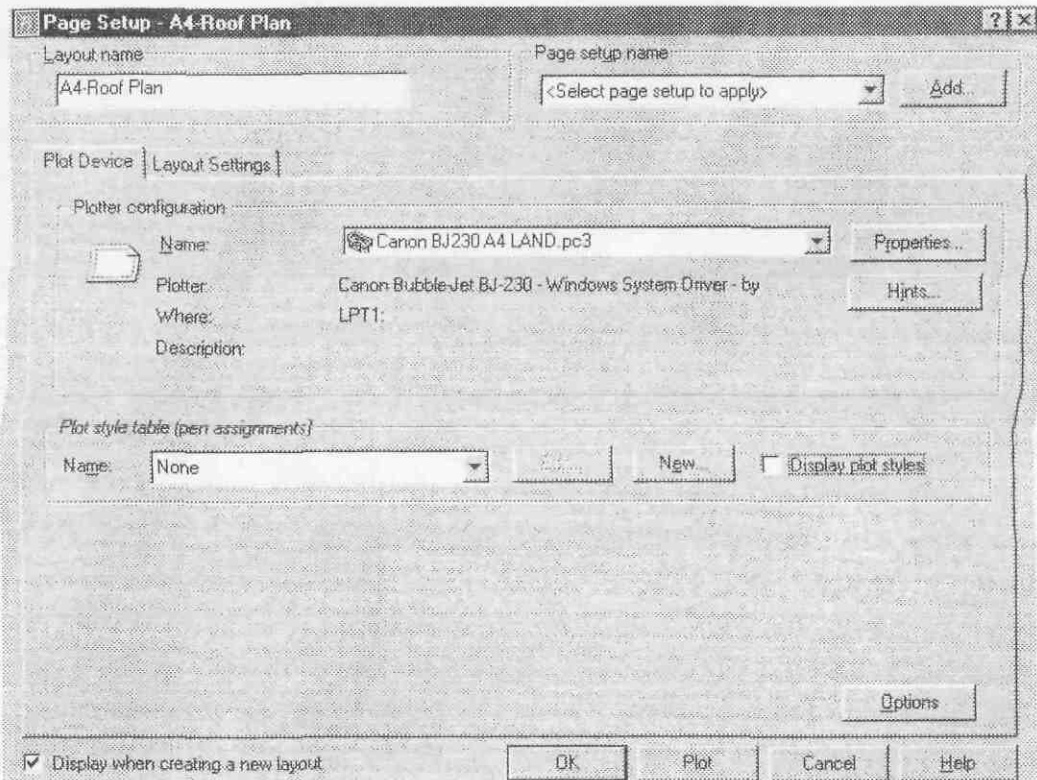 Page Setup - A4-Roof Plan
Layout name
A4-Roof Plan
Page setup name
<Select page setup to apply>
Add...
Plot Device
Layout Settings
Plotter configuration
Name:
Canon BJ230 A4 LAND.pc3
Properties...
Plotter:
Canon Bubble-Jet BJ-230 - Windows System Driver - by
Hints...
Where:
LPT1:
Description:
Plot style table (pen assignments)
Name:
None
New...
Display plot styles
Options
Display when creating a new layout
OK
Plot
Cancel
Help